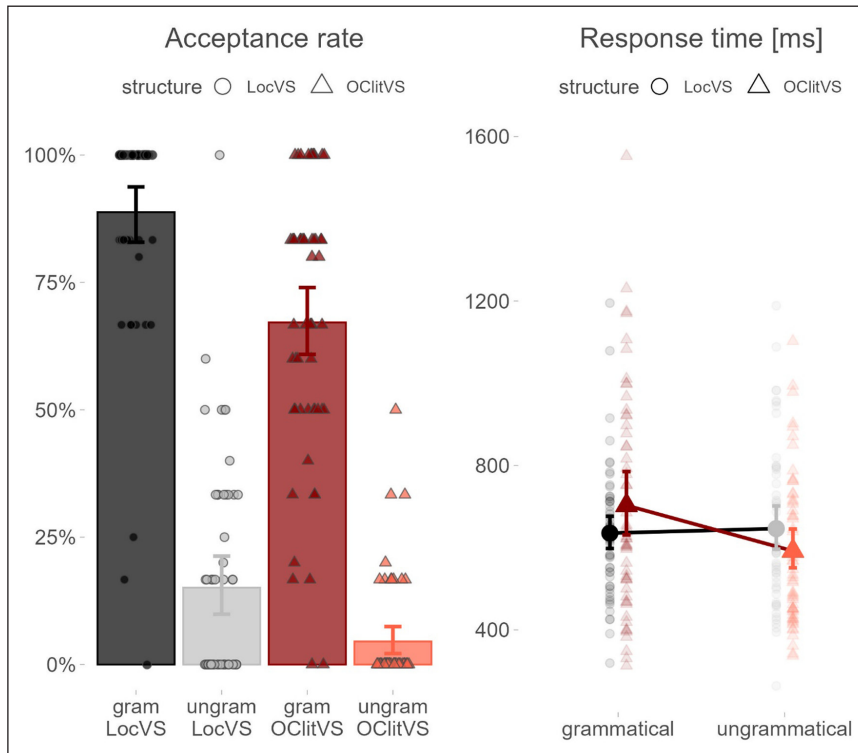 Acceptance rate
structure LocVS OClitVS
100%
75%
50%
25%
0%
gram LocVS
ungram LocVS
gram OClitVS
ungram OClitVS
Response time [ms]
structure LocVS OClitVS
1600
1200
800
400
grammatical
ungrammatical